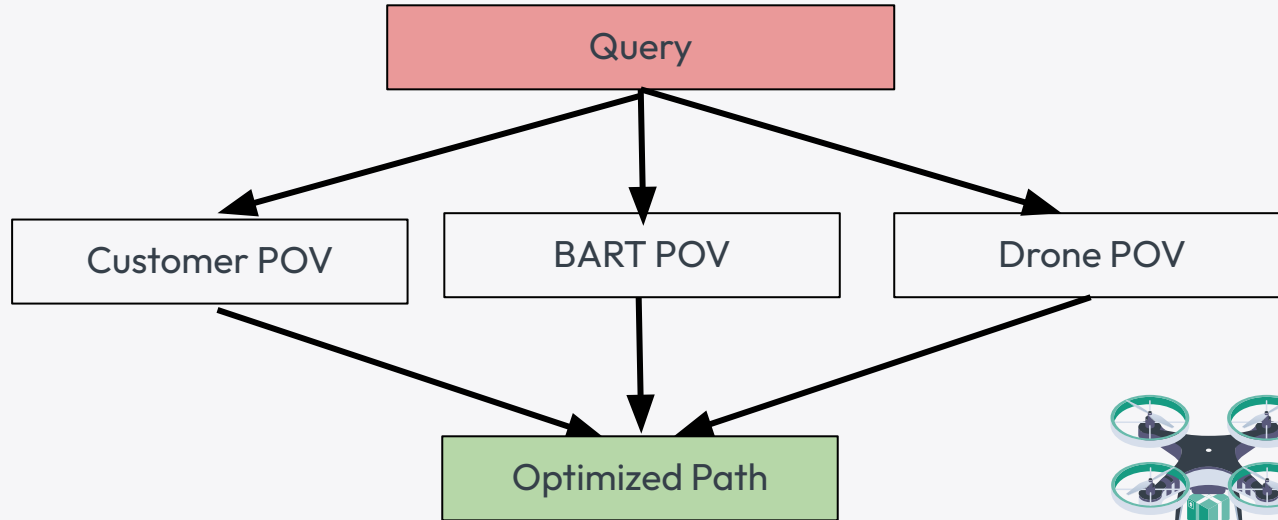 Query
Customer POV
BART POV
Drone POV
Optimized Path